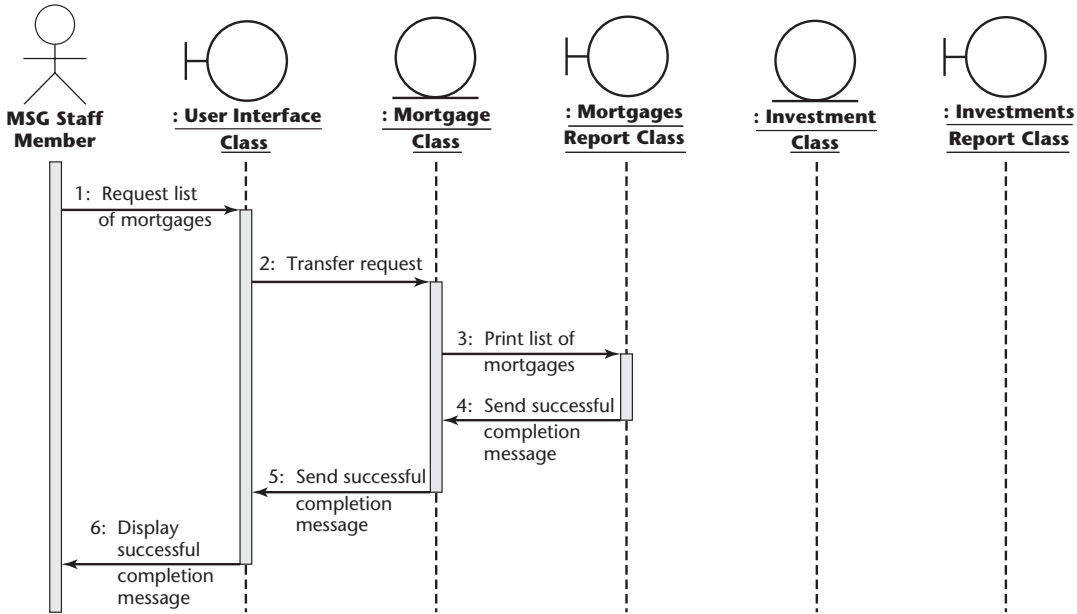 MSG Staff
Member
: User Interface
Class
: Mortgage
Class
: Mortgages
Report Class
: Investment
Class
: Investments
Report Class
1: Request list
of mortgages
2: Transfer request
3: Print list of
mortgages
4: Send successful
completion
message
5: Send successful
completion
message
6: Display
successful
completion
message